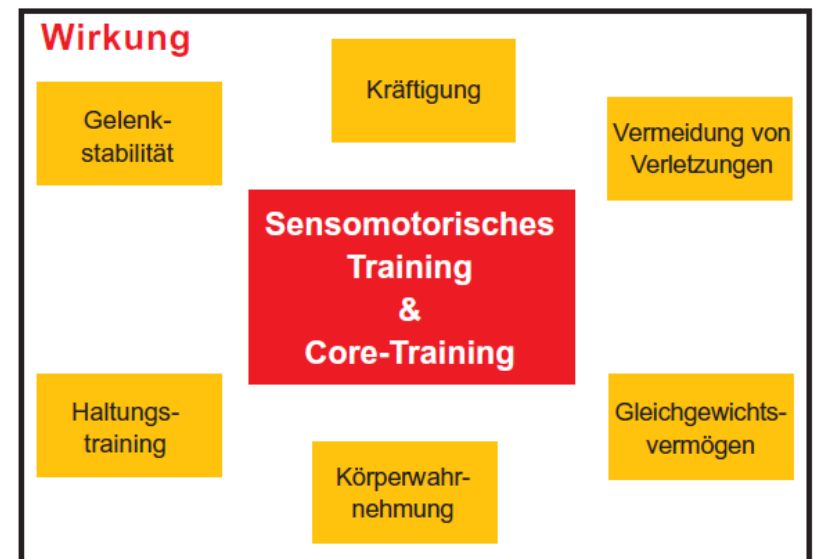 Wirkung
Kräftigung
Gelenk-
stabilität
Vermeidung von
Verletzungen
Sensomotorisches
Training
&
Core-Training
Haltungs-
training
Gleichgewichts-
vermögen
Körperwahr-
nehmung